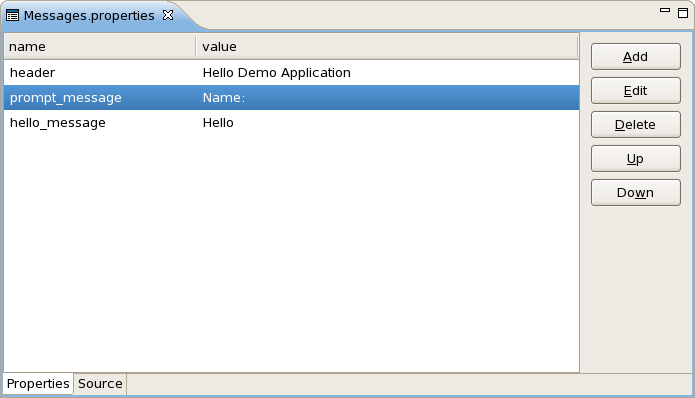 Messages.properties
name value
header Hello Demo Application
prompt_message Name:
hello_message Hello
Add
Edit
Delete
Up
Down
Properties Source